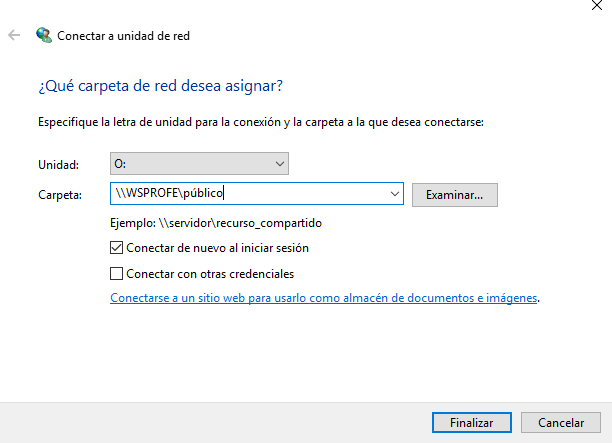 Conectar a unidad de red
¿Qué carpeta de red desea asignar?
Especifique la letra de unidad para la conexión y la carpeta a la que desea conectarse:
Unidad: O:
Carpeta: \\WSPROFE\público Examinar...
Ejemplo: \\servidor\recurso_compartido
Conectar de nuevo al iniciar sesión
Conectar con otras credenciales
Conectarse a un sitio web para usarlo como almacén de documentos e imágenes.
Finalizar Cancelar